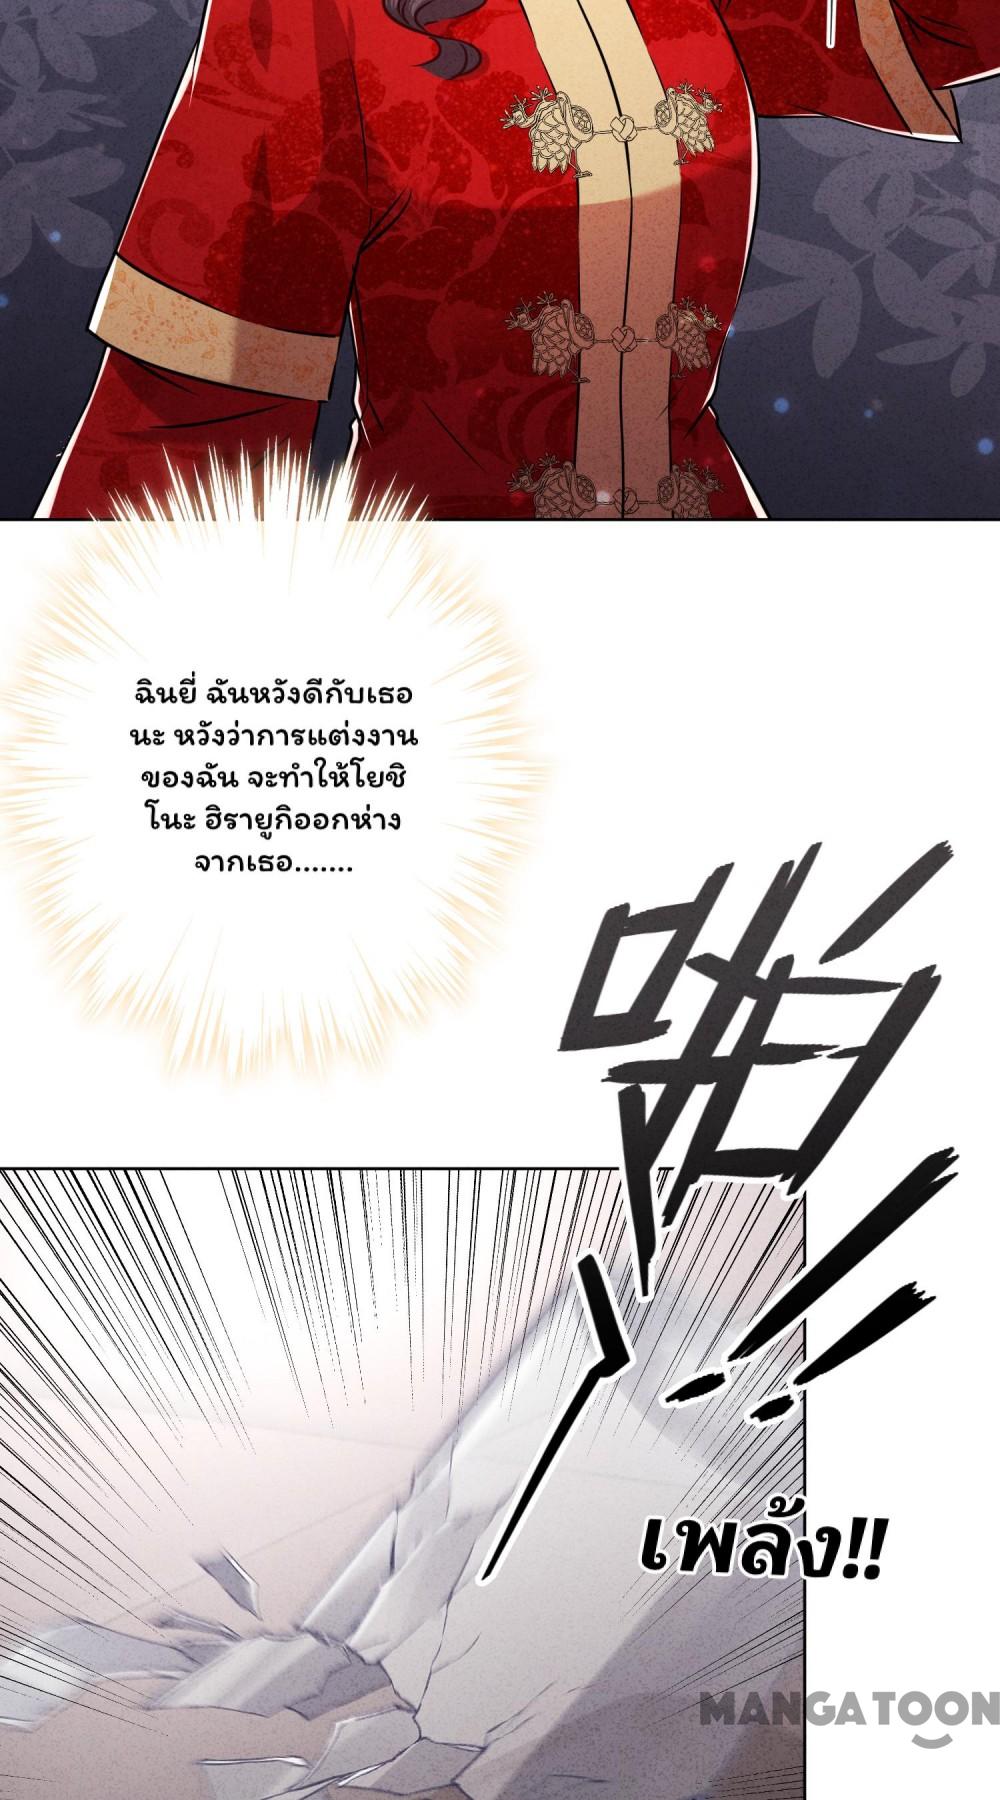 ฉินยี่ ฉันหวังดีกับเธอ
นะ หวังว่าการแต่งงาน
ของฉัน จะทำให้โยชิ
โนะ ฮิรายูกิออกห่าง
จากเธอ.......
เพล้ง!!
MANGATOON